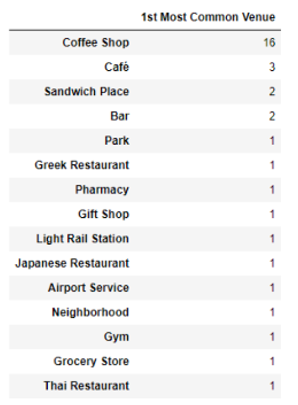 1st Most Common Venue
Coffee Shop 16
Café 3
Sandwich Place 2
Bar 2
Park 1
Greek Restaurant 1
Pharmacy 1
Gift Shop 1
Light Rail Station 1
Japanese Restaurant 1
Airport Service 1
Neighborhood 1
Gym 1
Grocery Store 1
Thai Restaurant 1